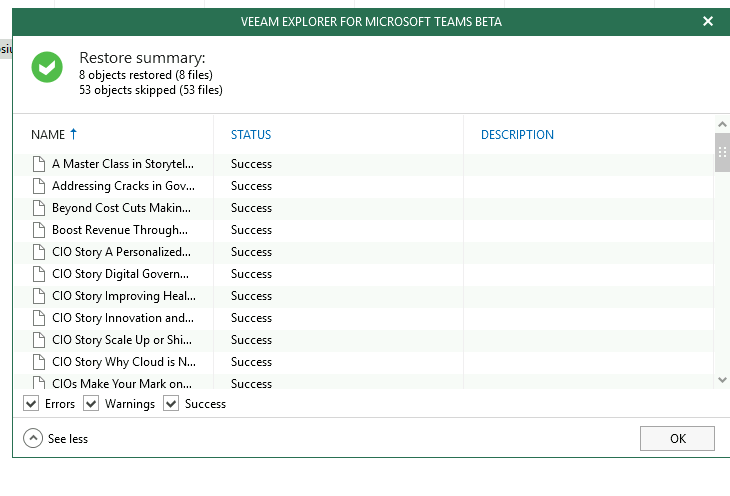 VEEAM EXPLORER FOR MICROSOFT TEAMS BETA
Restore summary:
8 objects restored (8 files)
53 objects skipped (53 files)
NAME STATUS DESCRIPTION
A Master Class in Storytel... Success
Addressing Cracks in Gov... Success
Beyond Cost Cuts Makin... Success
Boost Revenue Through... Success
CIO Story A Personalized... Success
CIO Story Digital Govern... Success
CIO Story Improving Heal... Success
CIO Story Innovation and... Success
CIO Story Scale Up or Shi... Success
CIO Story Why Cloud is N... Success
CIOs Make Your Mark on... Success
Errors Warnings Success
See less OK